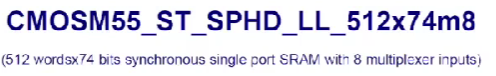 CMOSM55_ST_SPHD_LL_512x74m8
(512 wordsx74 bits synchronous single port SRAM with 8 multiplexer inputs)